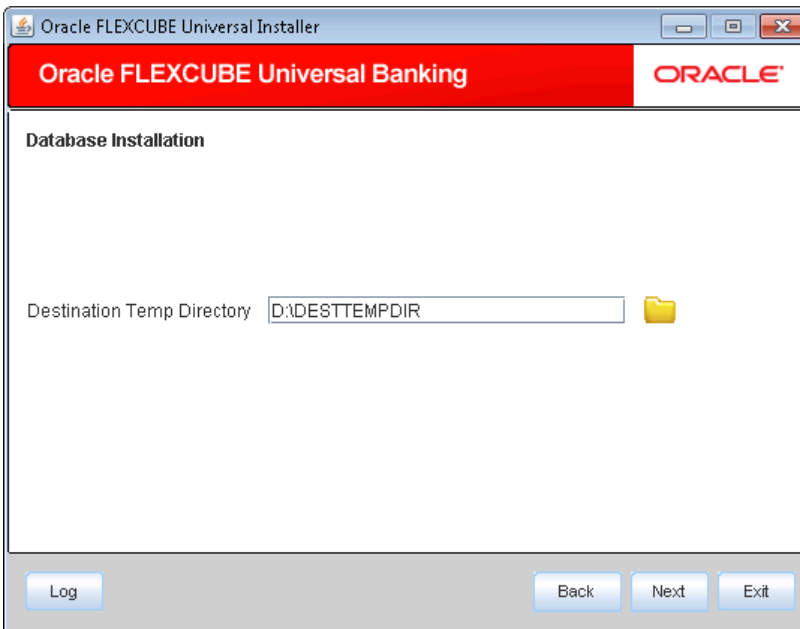 Oracle FLEXCUBE Universal Installer
Oracle FLEXCUBE Universal Banking
ORACLE
Database Installation
Destination Temp Directory D:\DESTTEMPDIR
Log Back Next Exit